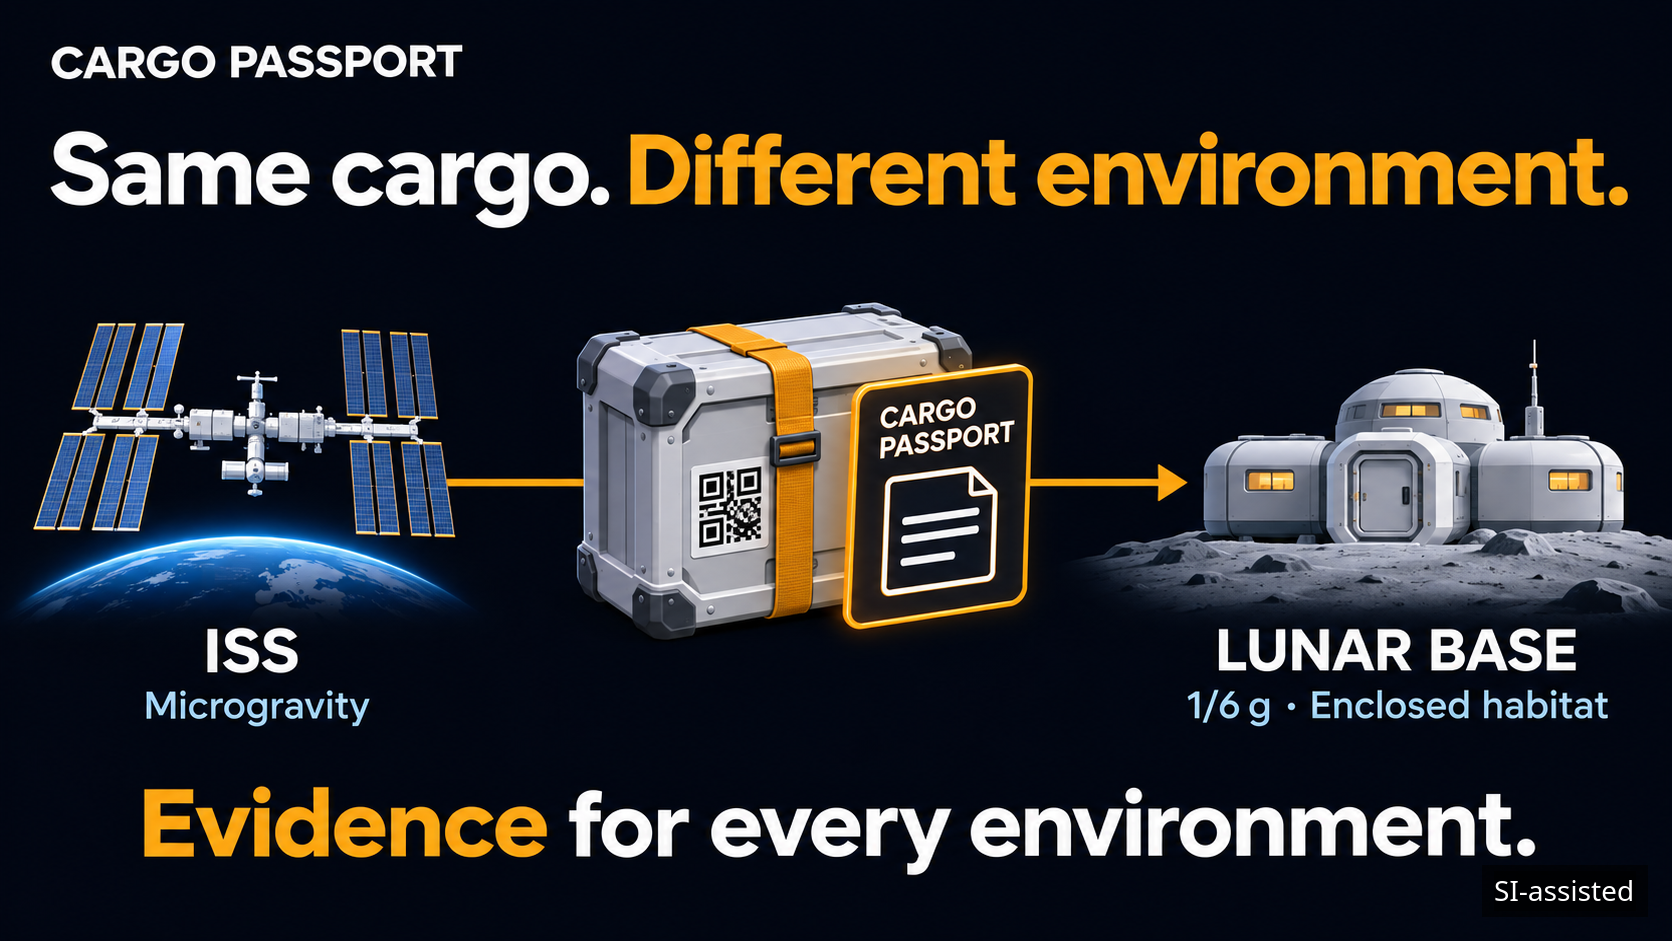 CARGO PASSPORT
Same cargo. Different environment.
CARGO
PASSPORT
ISS
Microgravity
LUNAR BASE
1/6 g · Enclosed habitat
Evidence for every environment.
SI-assisted